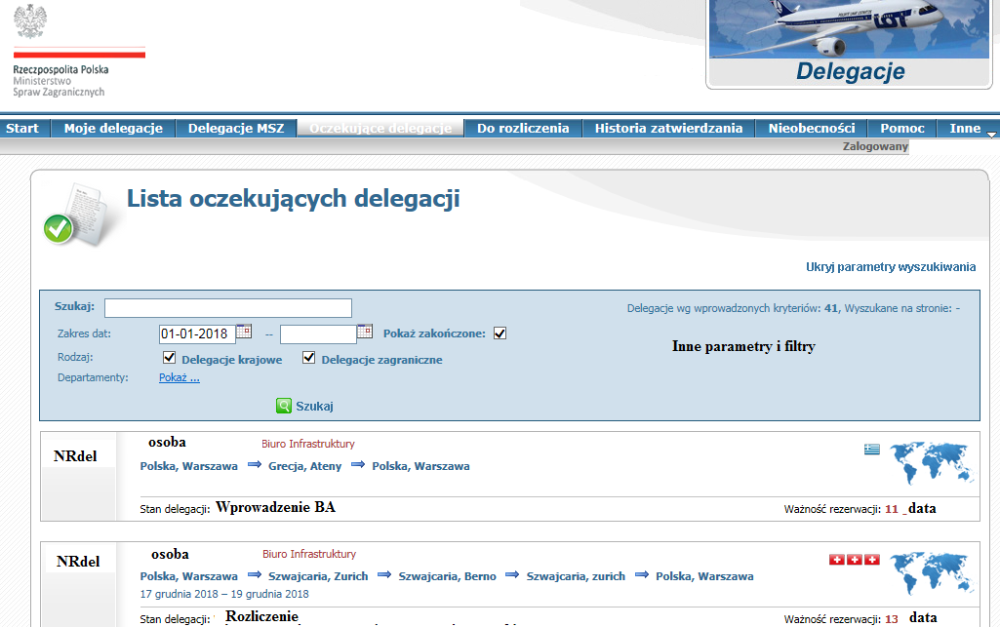 Rzeczpospolita Polska
Ministerstwo
Spraw Zagranicznych
POLSKIE LINIE LOTNICZE LOT
Delegacje
Start Moje delegacje Delegacje MSZ Oczekujące delegacje Do rozliczenia Historia zatwierdzania Nieobecności Pomoc Inne
Zalogowany
Lista oczekujących delegacji
Ukryj parametry wyszukiwania
Szukaj: Delegacje wg wprowadzonych kryteriów: 41, Wyszukane na stronie: -
Zakres dat: 01-01-2018 -- Pokaż zakończone:
Inne parametry i filtry
Rodzaj: Delegacje krajowe Delegacje zagraniczne
Departamenty: Pokaż ...
Szukaj
NRdel osoba Biuro Infrastruktury
Polska, Warszawa Grecja, Ateny Polska, Warszawa
Stan delegacji: Wprowadzenie BA Ważność rezerwacji: 11 _data
NRdel osoba Biuro Infrastruktury
Polska, Warszawa Szwajcaria, Zurich Szwajcaria, Berno Szwajcaria, zurich Polska, Warszawa
17 grudnia 2018 – 19 grudnia 2018
Stan delegacji: Rozliczenie Ważność rezerwacji: 13 data